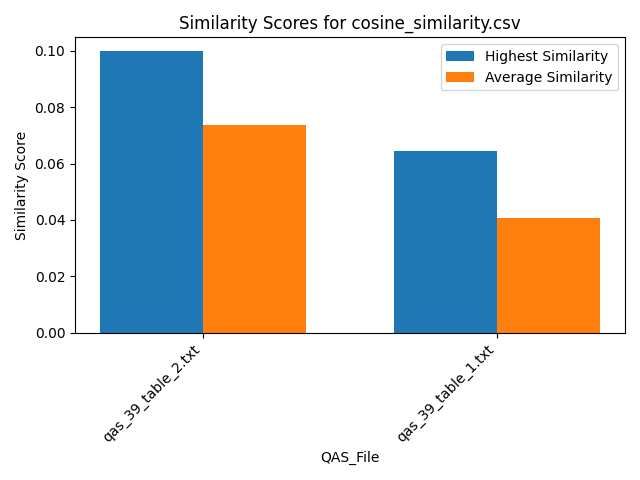 Similarity Scores for cosine_similarity.csv
Highest Similarity
Average Similarity
Similarity Score
0.10
0.08
0.06
0.04
0.02
0.00
qas_39_table_2.txt
qas_39_table_1.txt
QAS_File